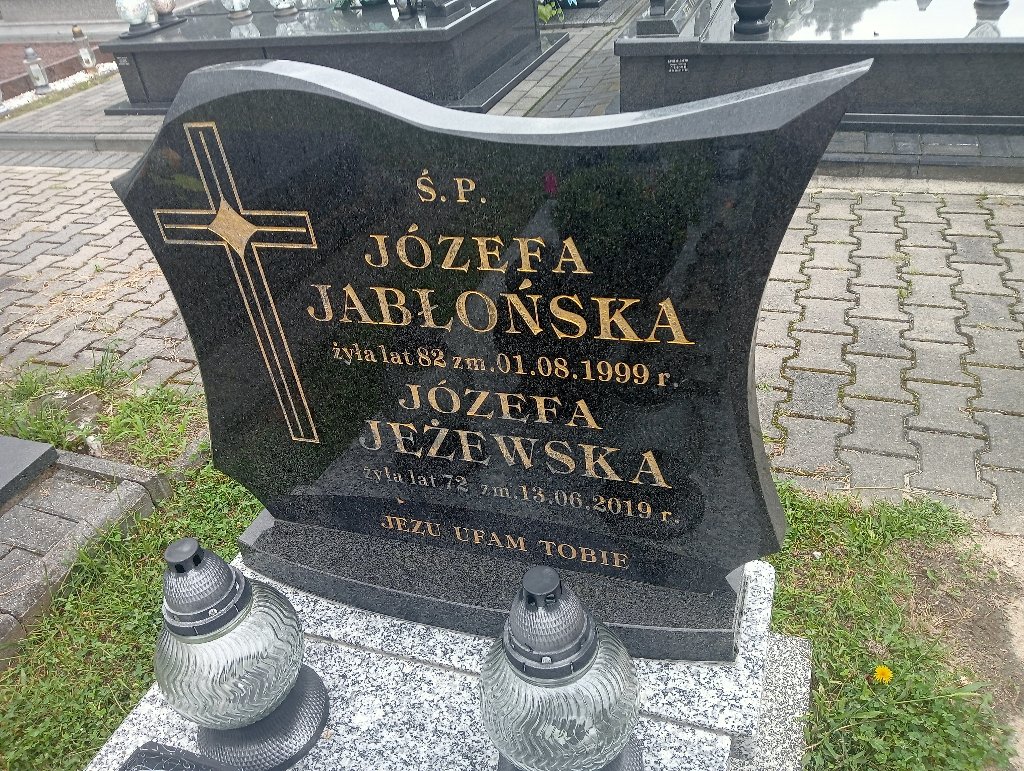 Ś.P.
JÓZEFA
JABŁOŃSKA
żyła lat 82 zm. 01.08.1999 r.
JÓZEFA
JEŻEWSKA
żyła lat 72 zm. 13.06.2019 r.
JEZU UFAM TOBIE